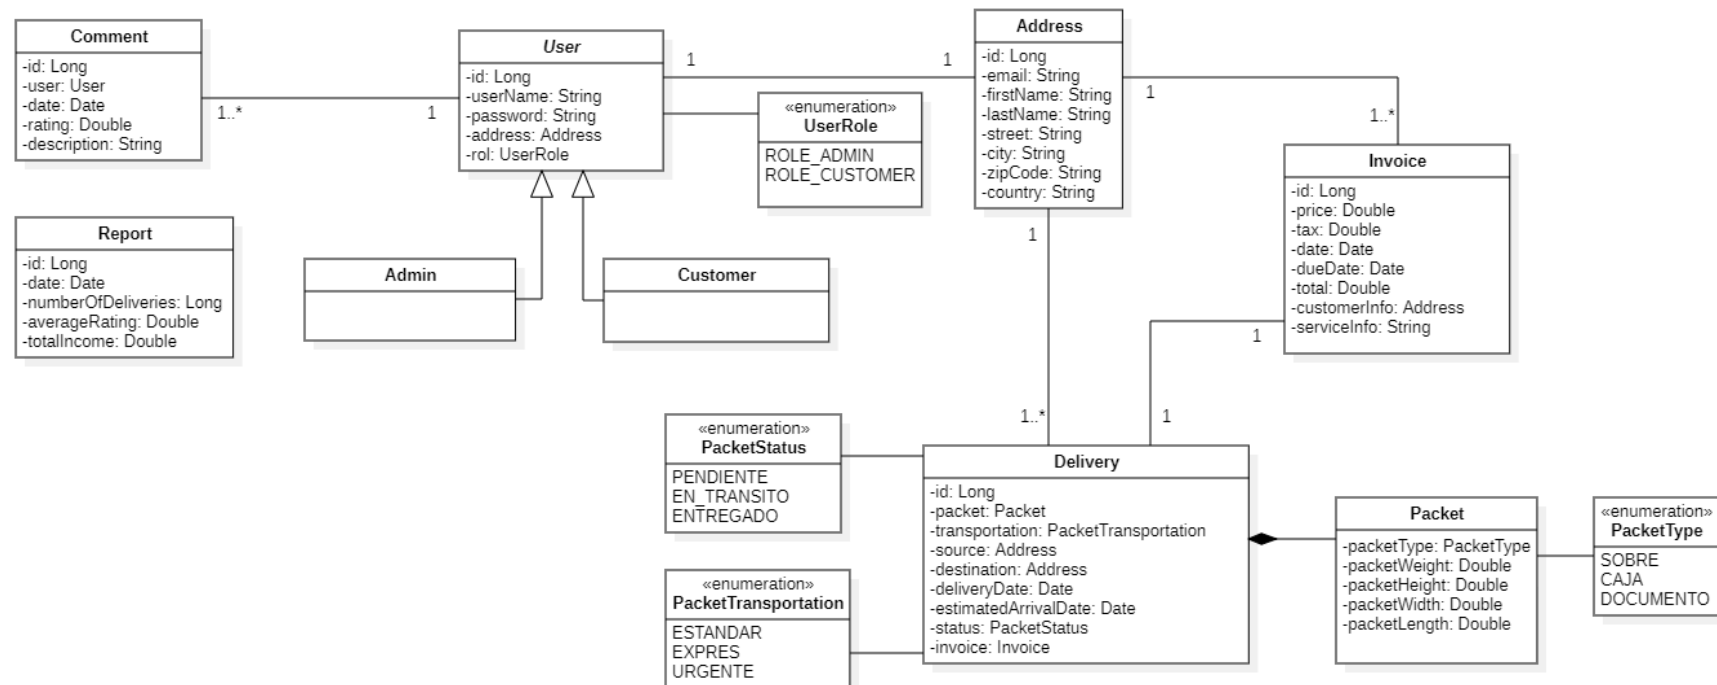 Comment
-id: Long
-user: User
-date: Date
-rating: Double
-description: String
1..*
1
User
-id: Long
-userName: String
-password: String
-address: Address
-rol: UserRole
1
1
«enumeration»
UserRole
ROLE_ADMIN
ROLE_CUSTOMER
Address
-id: Long
-email: String
-firstName: String
-lastName: String
-street: String
-city: String
-zipCode: String
-country: String
1
1..*
Invoice
-id: Long
-price: Double
-tax: Double
-date: Date
-dueDate: Date
-total: Double
-customerInfo: Address
-serviceInfo: String
Report
-id: Long
-date: Date
-numberOfDeliveries: Long
-averageRating: Double
-totalIncome: Double
Admin
Customer
1
1..*
1
1
«enumeration»
PacketStatus
PENDIENTE
EN_TRANSITO
ENTREGADO
«enumeration»
PacketTransportation
ESTANDAR
EXPRES
URGENTE
Delivery
-id: Long
-packet: Packet
-transportation: PacketTransportation
-source: Address
-destination: Address
-deliveryDate: Date
-estimatedArrivalDate: Date
-status: PacketStatus
-invoice: Invoice
Packet
-packetType: PacketType
-packetWeight: Double
-packetHeight: Double
-packetWidth: Double
-packetLength: Double
«enumeration»
PacketType
SOBRE
CAJA
DOCUMENTO